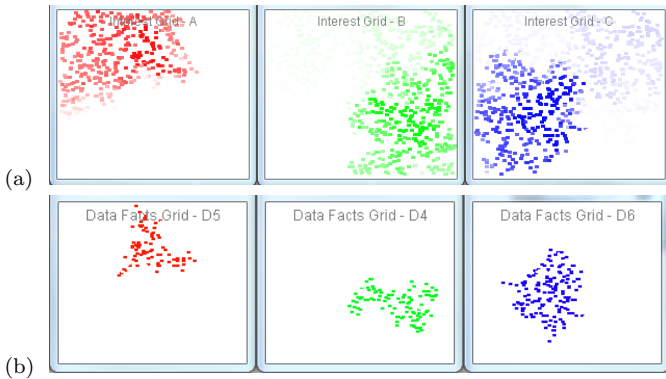 Interest Grid - A
Interest Grid - B
Interest Grid - C
(a)
Data Facts Grid - D5
Data Facts Grid - D4
Data Facts Grid - D6
(b)